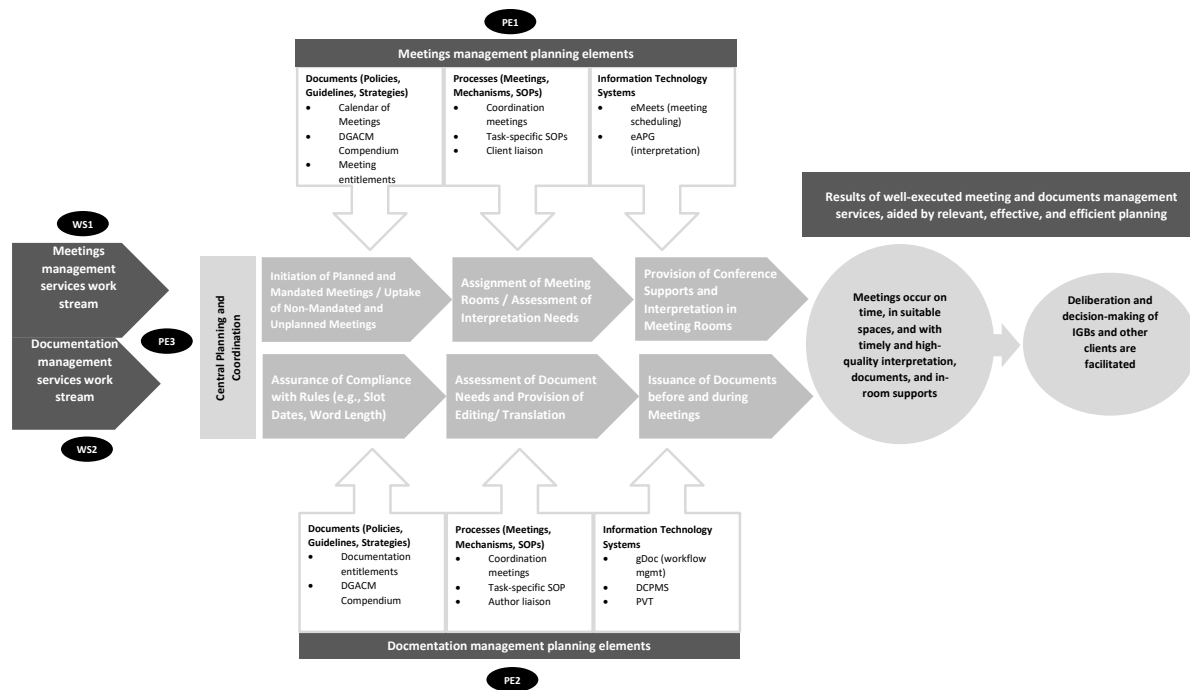 PE1
Meetings management planning elements
Documents (Policies,
Guidelines, Strategies)
• Calendar of
Meetings
• DGACM
Compendium
• Meeting
entitlements
Processes (Meetings,
Mechanisms, SOPs)
• Coordination
meetings
• Task-specific SOPs
• Client liaison
Information Technology
Systems
• eMeets (meeting
scheduling)
• eAPG
(interpretation)
Results of well-executed meeting and documents management
services, aided by relevant, effective, and efficient planning
WS1
Meetings
management
services work
stream
PE3
Documentation
management
services work
stream
WS2
Central Planning and
Coordination
Initiation of Planned and
Mandated Meetings / Uptake
of Non-Mandated and
Unplanned Meetings
Assignment of Meeting
Rooms / Assessment of
Interpretation Needs
Provision of Conference
Supports and
Interpretation in
Meeting Rooms
Assurance of Compliance
with Rules (e.g., Slot
Dates, Word Length)
Assessment of Document
Needs and Provision of
Editing/ Translation
Issuance of Documents
before and during
Meetings
Meetings occur on
time, in suitable
spaces, and with
timely and high-
quality interpretation,
documents, and in-
room supports
Deliberation and
decision-making of
IGBs and other
clients are
facilitated
Documents (Policies,
Guidelines, Strategies)
• Documentation
entitlements
• DGACM
Compendium
Processes (Meetings,
Mechanisms, SOPs)
• Coordination
meetings
• Task-specific SOP
• Author liaison
Information Technology
Systems
• gDoc (workflow
mgmt)
• DCPMS
• PVT
Docmentation management planning elements
PE2